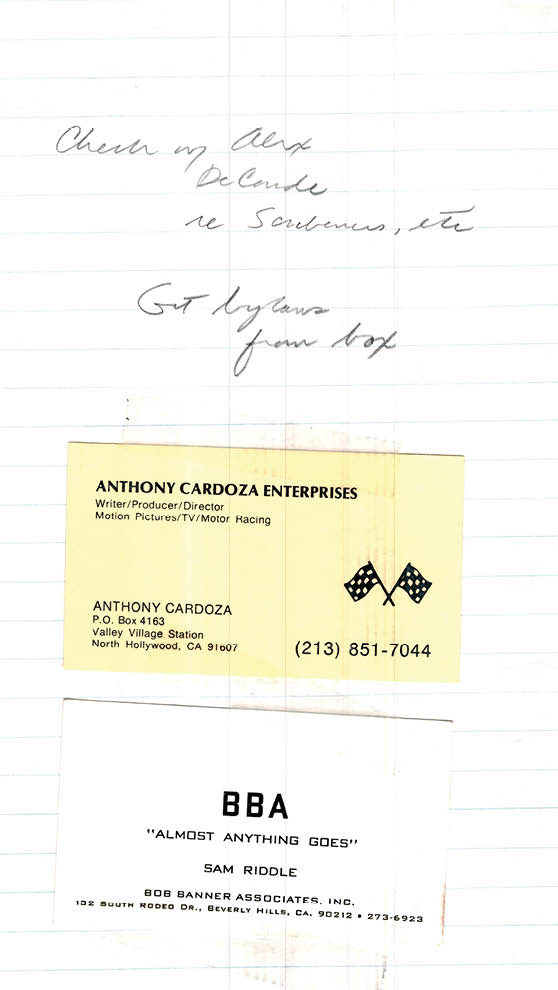 Check w/ Alex
DeConde
re Scribeners, etc
Get bylaws
from box
ANTHONY CARDOZA ENTERPRISES
Writer/Producer/Director
Motion Pictures/TV/Motor Racing
ANTHONY CARDOZA
P.O. Box 4163
Valley Village Station
North Hollywood, CA 91607
(213) 851-7044
BBA
"ALMOST ANYTHING GOES"
SAM RIDDLE
BOB BANNER ASSOCIATES, INC.
132 SOUTH RODEO DR., BEVERLY HILLS, CA. 90212 • 273-6923